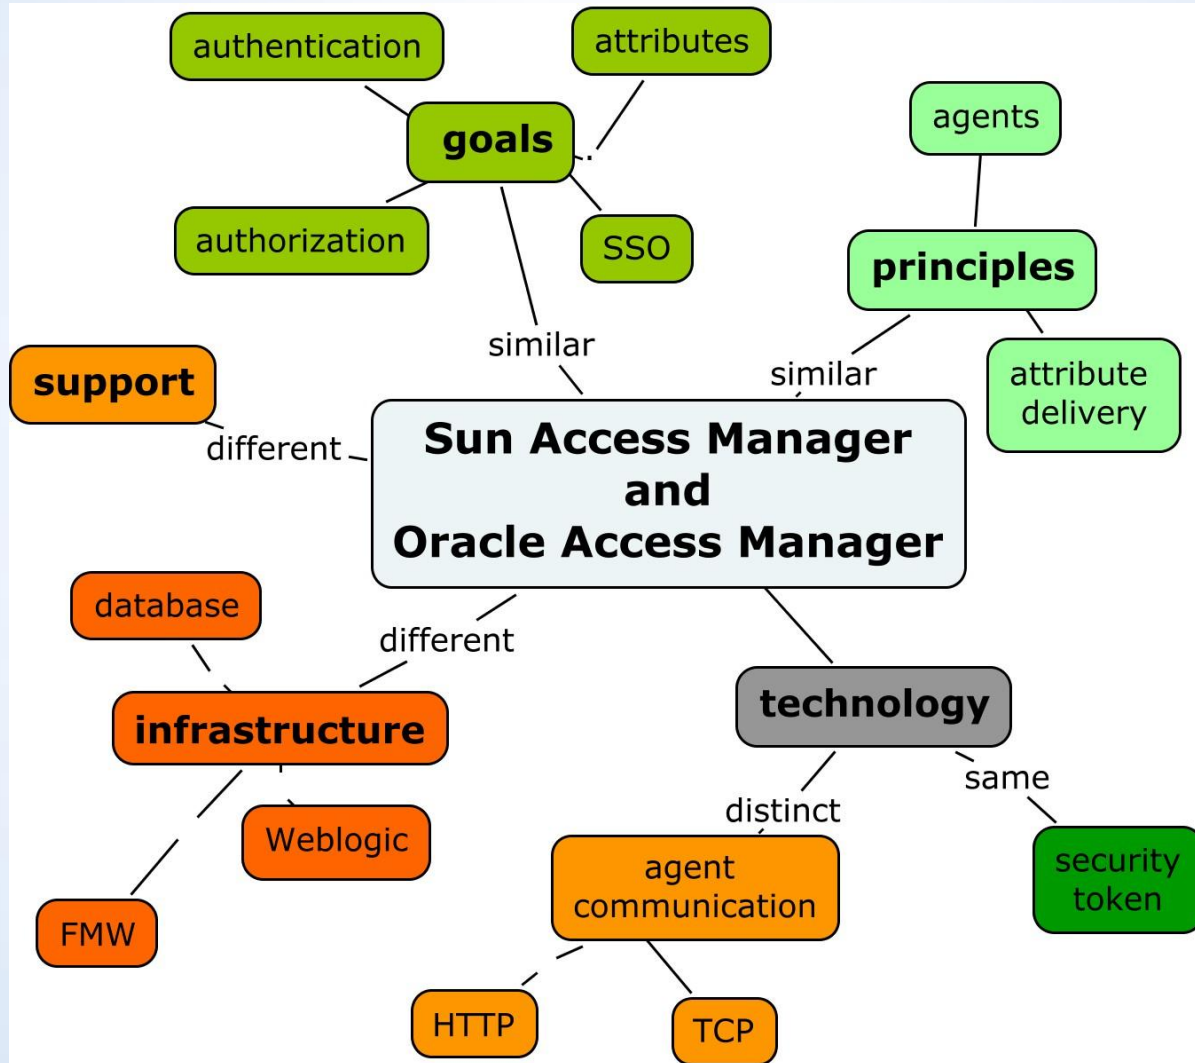 authentication
attributes
goals
agents
authorization
SSO
principles
similar
similar
support
attribute
delivery
different
Sun Access Manager
and
Oracle Access Manager
database
different
infrastructure
technology
same
distinct
Weblogic
agent
communication
security
token
FMW
HTTP
TCP